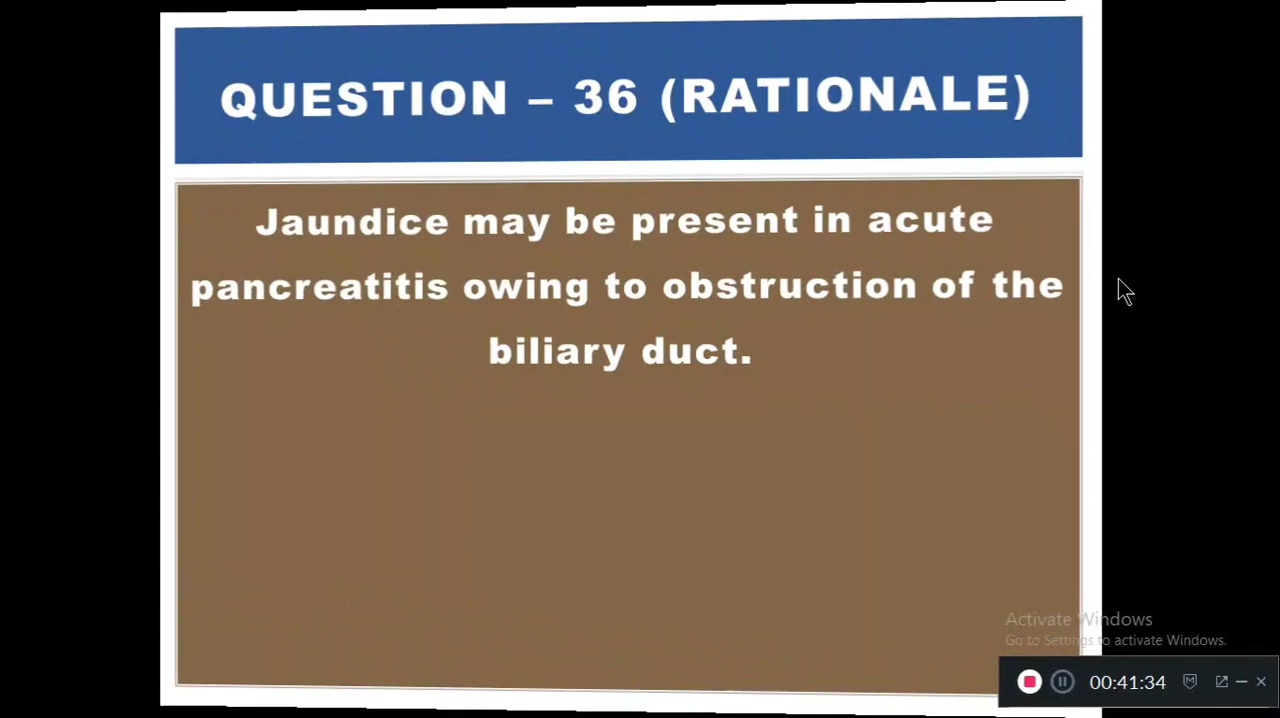 QUESTION – 36 (RATIONALE)
Jaundice may be present in acute
pancreatitis owing to obstruction of the
biliary duct.
Activate Windows
Go to Settings to activate Windows.
00:41:34